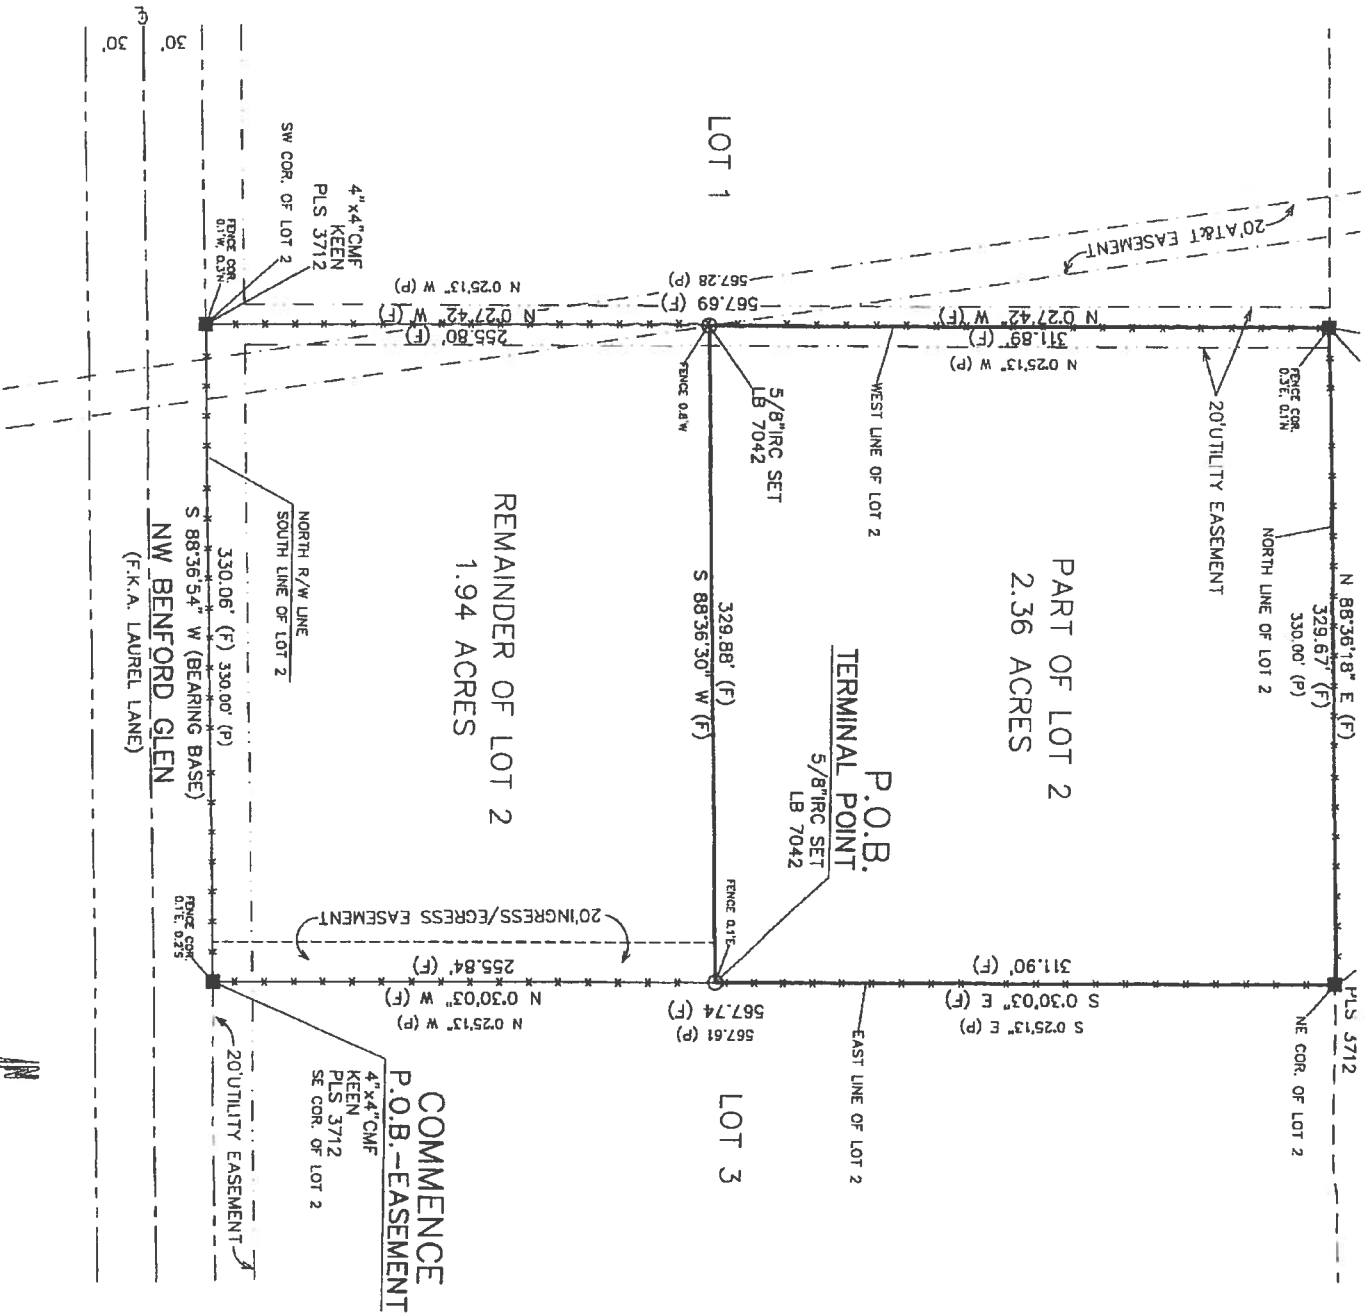 ℄
30'
30'
SW COR. OF LOT 2
4"x4"CMF
KEEN
PLS 3712
FENCE COR.
0.1'W, 0.3'N
LOT 1
20'AT&T EASEMENT
N 0°25'13" W (P)
N 0°27'42" W (F)
255.80' (F)
567.28 (P)
567.69 (F)
N 0°27'42" W (F)
311.89' (F)
N 0°25'13" W (P)
FENCE 0.8'W
5/8"IRC SET
LB 7042
WEST LINE OF LOT 2
20'UTILITY EASEMENT
FENCE COR.
0.3'E, 0.1'N
N 88°36'18" E (F)
329.67' (F)
330.00' (P)
NORTH LINE OF LOT 2
PART OF LOT 2
2.36 ACRES
329.88' (F)
S 88°36'30" W (F)
P.O.B.
TERMINAL POINT
5/8"IRC SET
LB 7042
REMAINDER OF LOT 2
1.94 ACRES
NORTH R/W LINE
SOUTH LINE OF LOT 2
330.06' (F) 330.00' (P)
S 88°36'54" W (BEARING BASE)
NW BENFORD GLEN
(F.K.A. LAUREL LANE)
20'INGRESS/EGRESS EASEMENT
FENCE 0.1'E
FENCE COR.
0.1'E, 0.2'S
255.84' (F)
N 0°30'03" W (F)
N 0°25'13" W (P)
567.74 (F)
567.61 (P)
311.90' (F)
S 0°30'03" E (F)
S 0°25'13" E (P)
EAST LINE OF LOT 2
LOT 3
PLS 3712
NE COR. OF LOT 2
COMMENCE
P.O.B.-EASEMENT
4"x4"CMF
KEEN
PLS 3712
SE COR. OF LOT 2
20'UTILITY EASEMENT